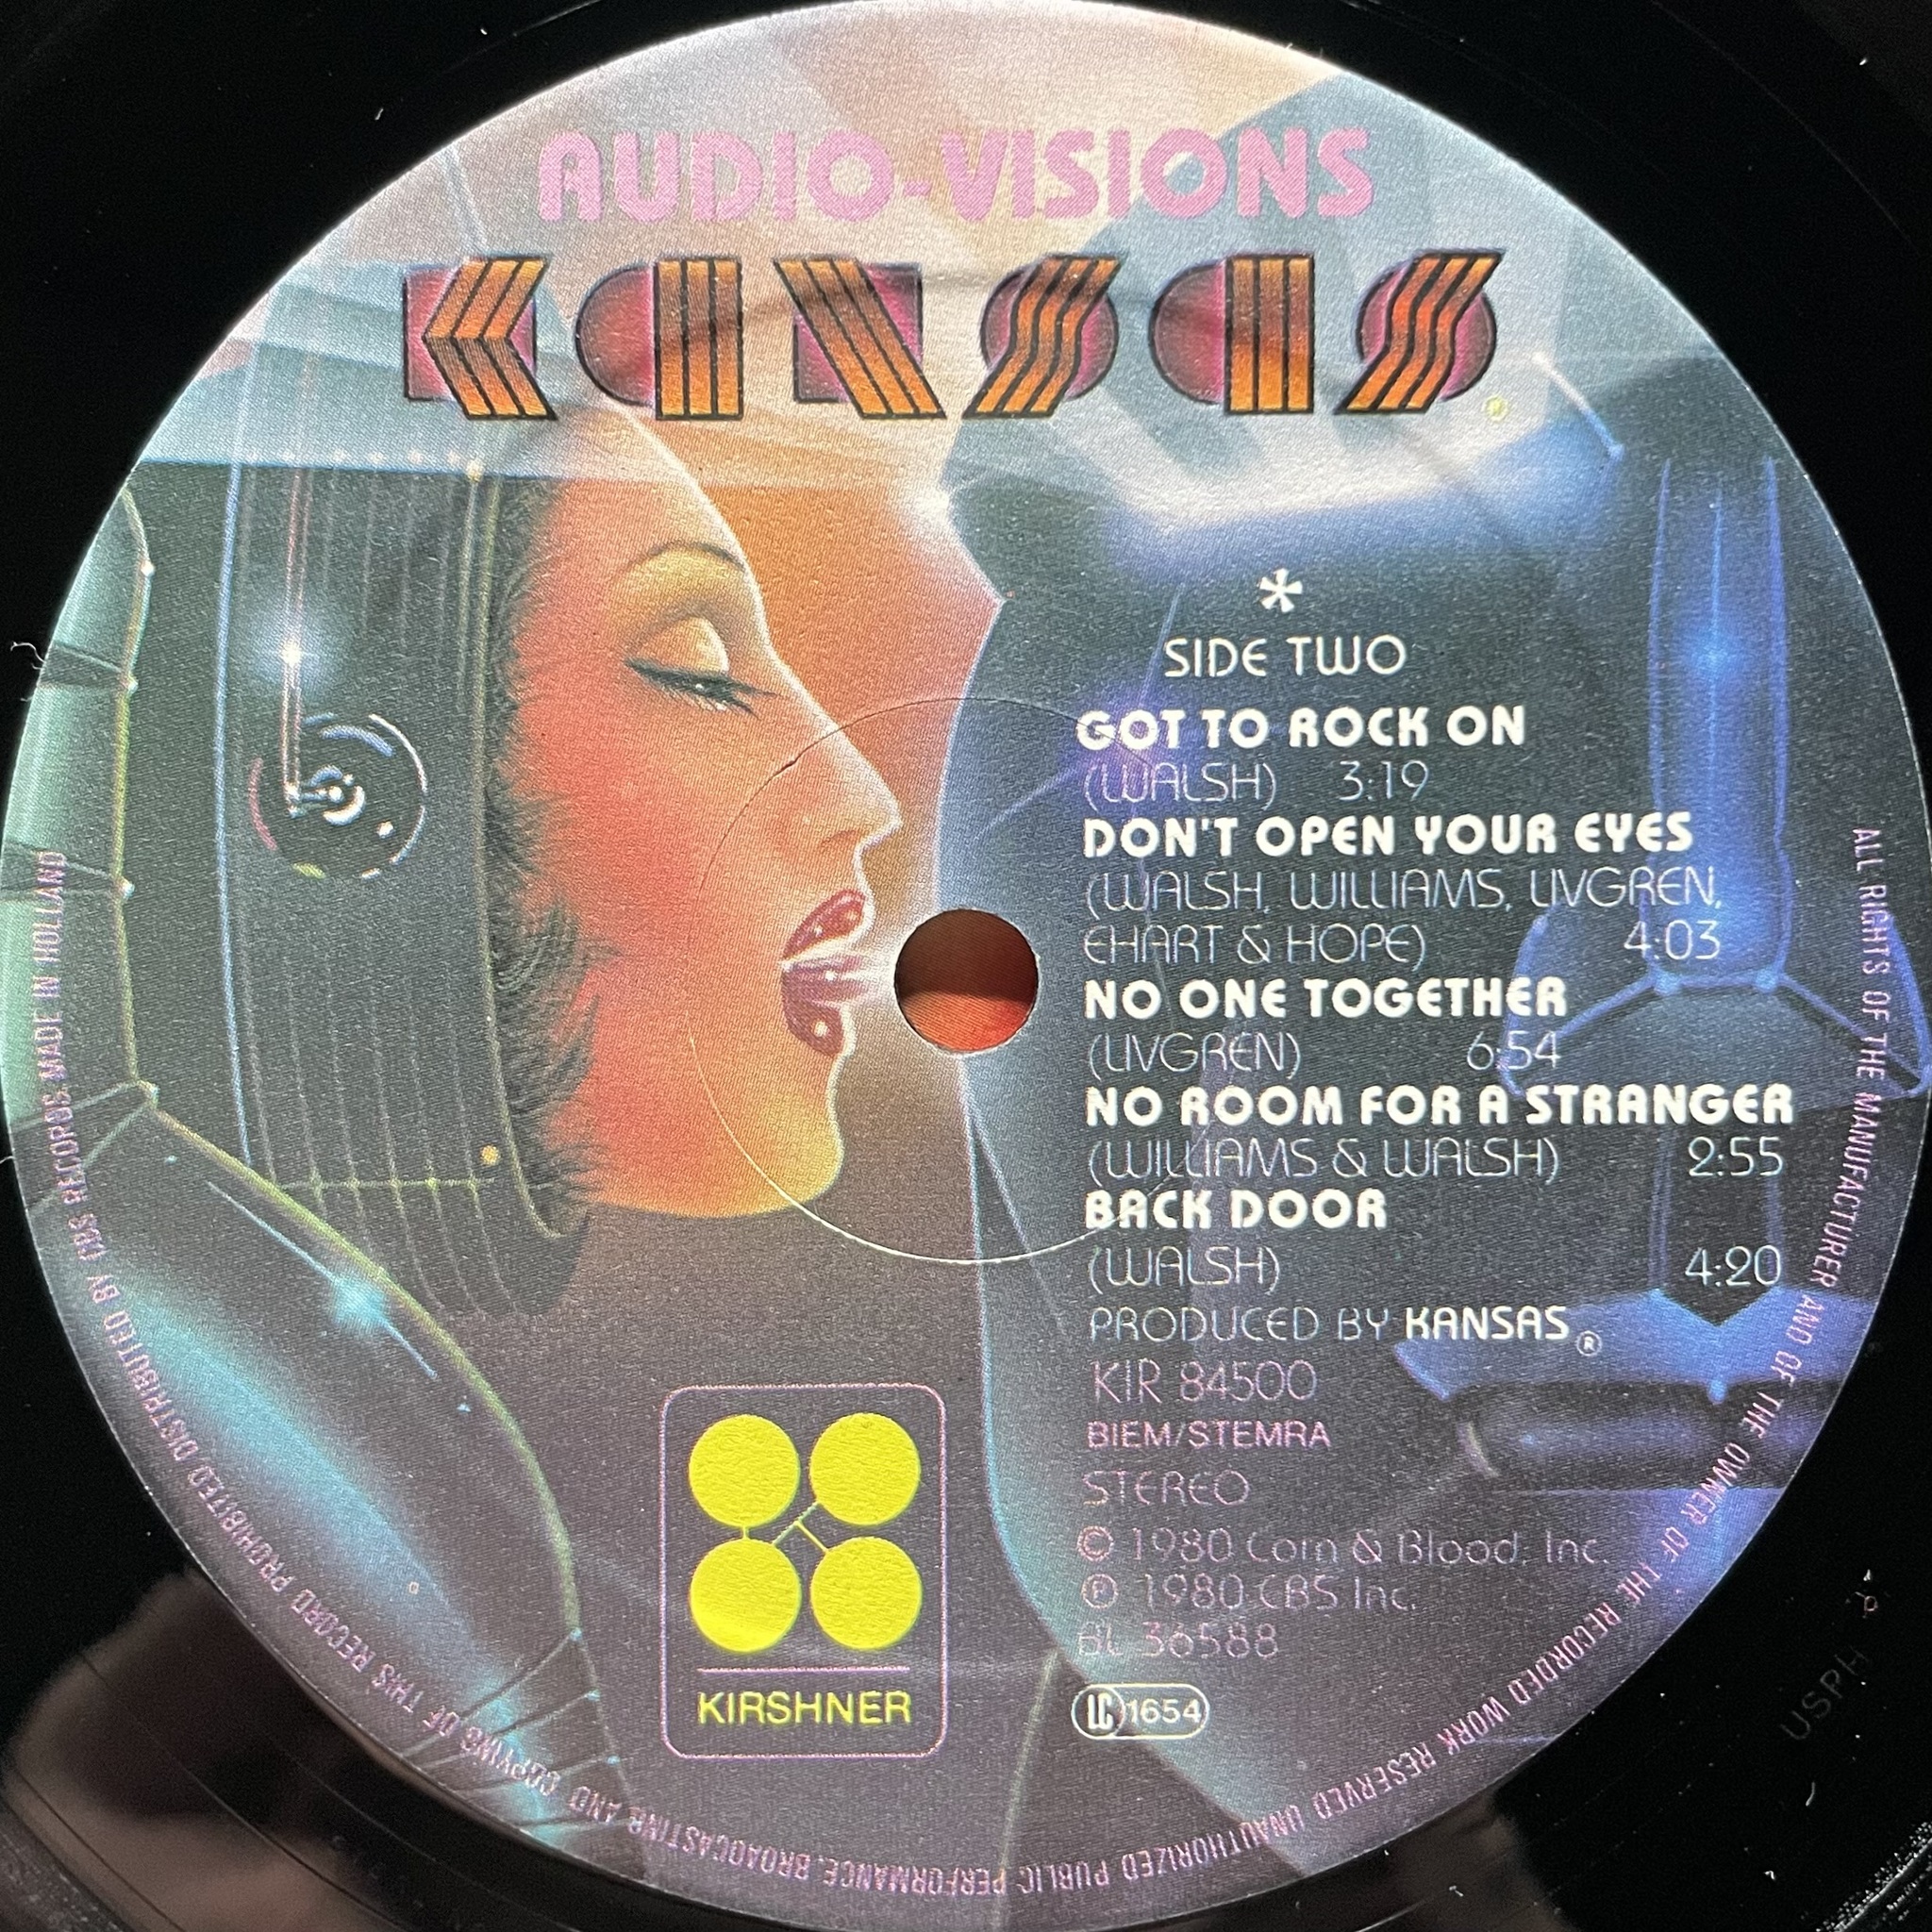 AUDIO-VISIONS
KANSAS
®
*
SIDE TWO
GOT TO ROCK ON
(WALSH) 3:19
DON'T OPEN YOUR EYES
(WALSH, WILLIAMS, LIVGREN,
EHART & HOPE) 4:03
NO ONE TOGETHER
(LIVGREN) 6:54
NO ROOM FOR A STRANGER
(WILLIAMS & WALSH) 2:55
BACK DOOR
(WALSH) 4:20
PRODUCED BY KANSAS®
KIR 84500
BIEM/STEMRA
STEREO
© 1980 Corn & Blood, Inc.
℗ 1980 CBS Inc.
BL 36588
LC 1654
KIRSHNER
ALL RIGHTS OF THE MANUFACTURER AND OF THE OWNER OF THE RECORDED WORK RESERVED UNAUTHORIZED PUBLIC PERFORMANCE, BROADCASTING AND COPYING OF THIS RECORD PROHIBITED DISTRIBUTED BY CBS RECORDS. MADE IN HOLLAND
USPH